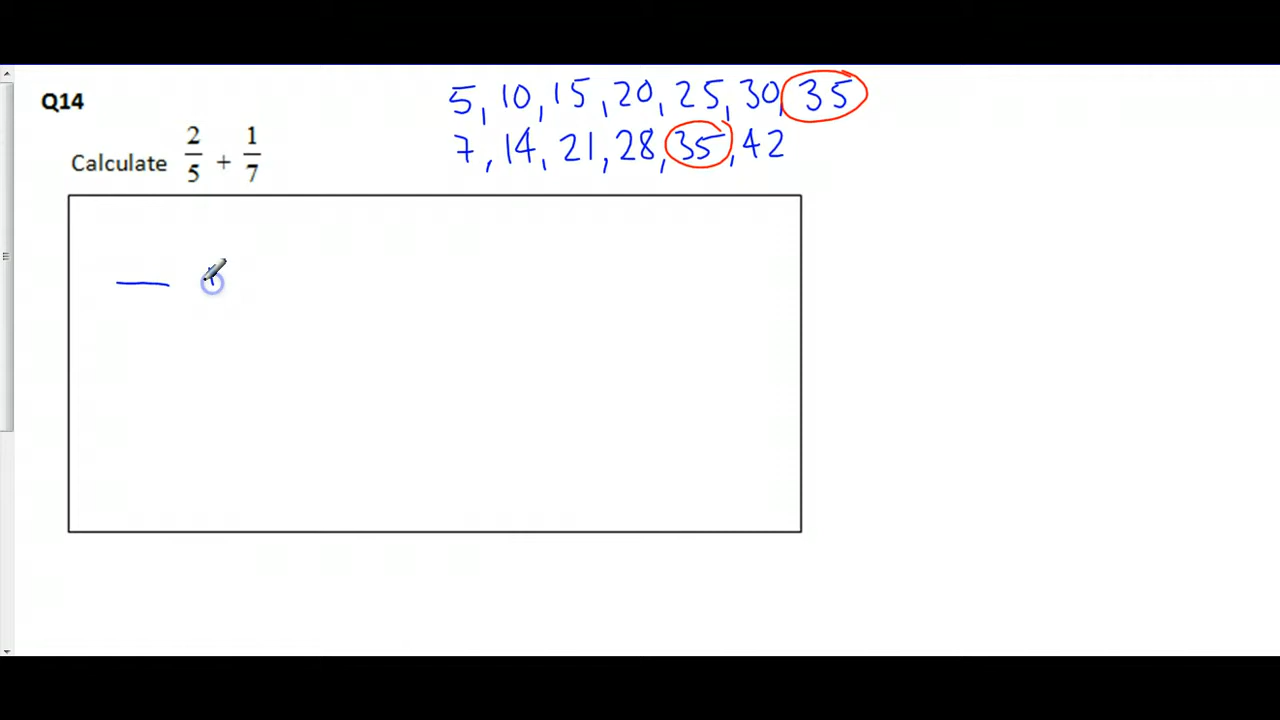 Q14
5, 10, 15, 20, 25, 30, 35
7, 14, 21, 28, 35, 42
Calculate 2/5 + 1/7